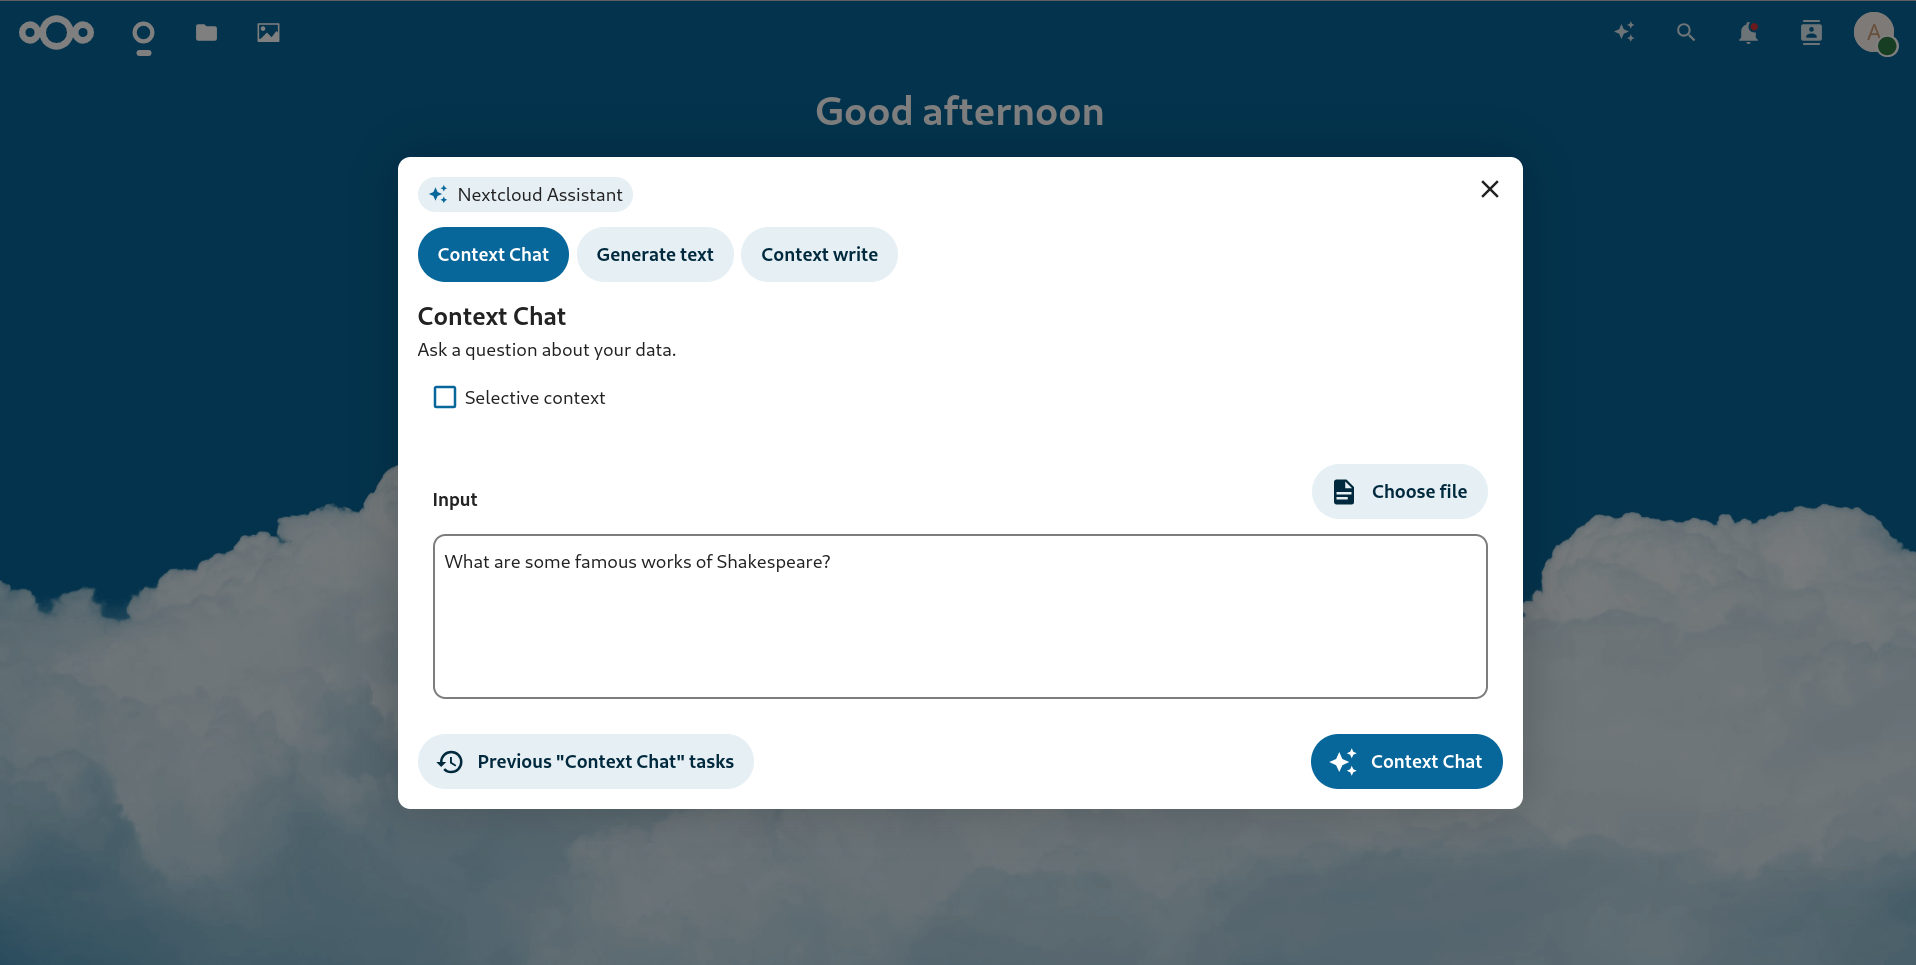 A
Good afternoon
Nextcloud Assistant
Context Chat Generate text Context write
Context Chat
Ask a question about your data.
Selective context
Input
Choose file
What are some famous works of Shakespeare?
Previous "Context Chat" tasks
Context Chat